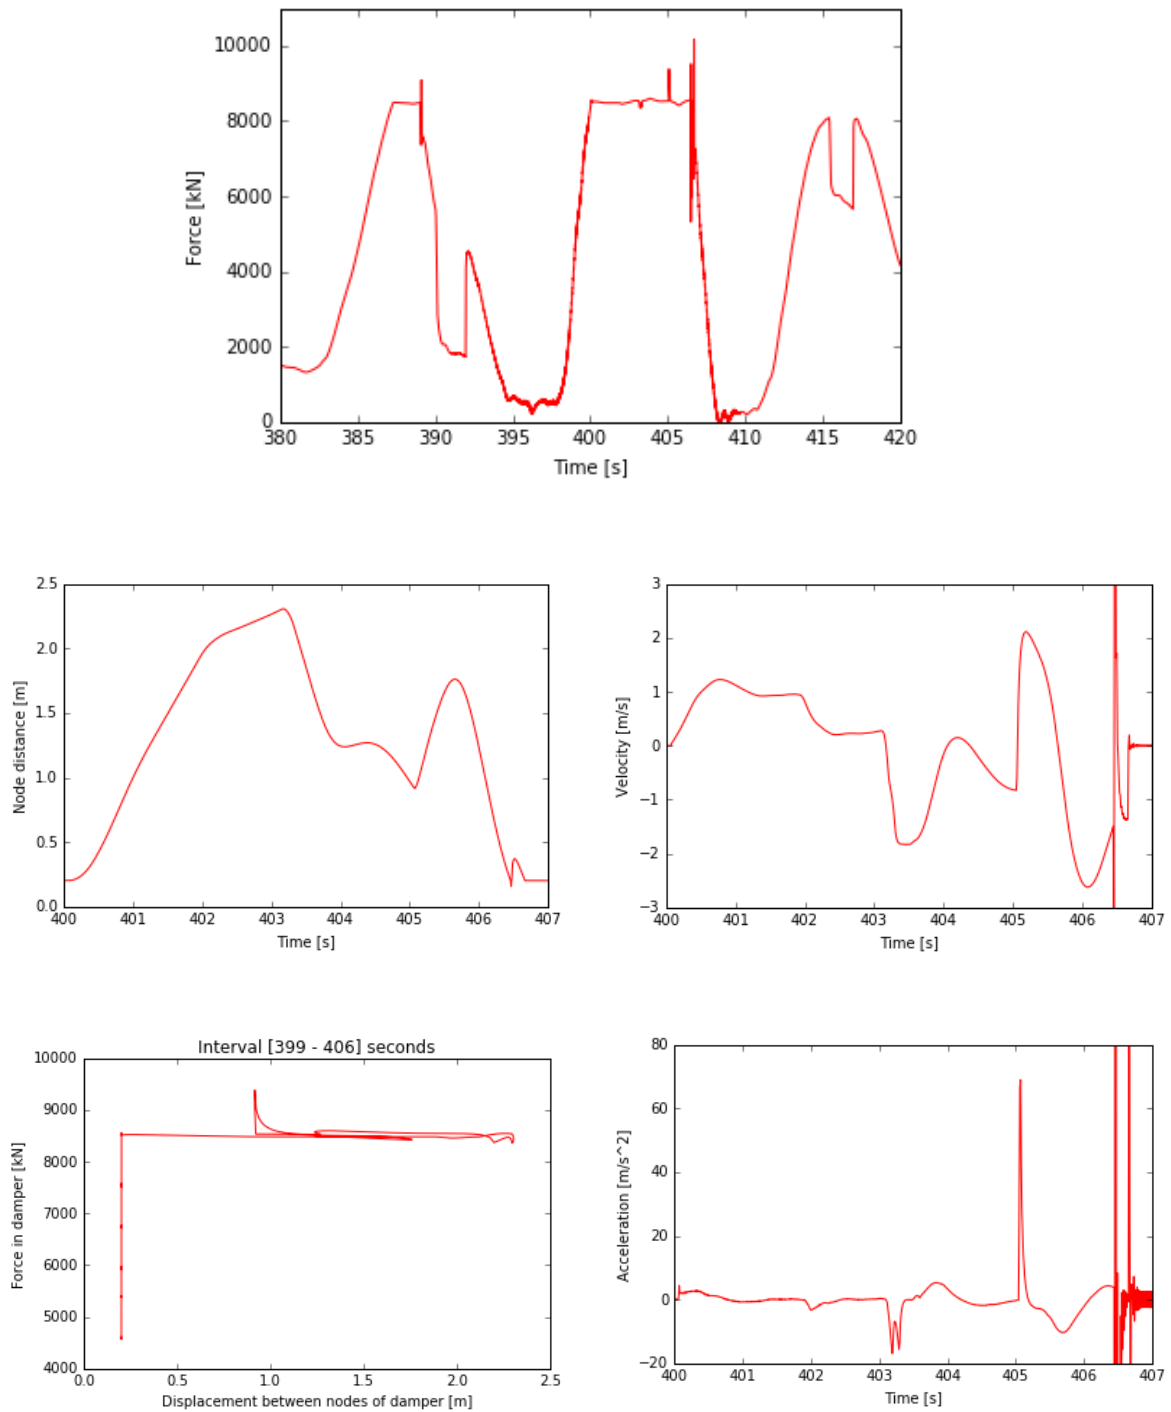 10000
8000
6000
4000
2000
0
Force [kN]
380 385 390 395 400 405 410 415 420
Time [s]
2.5
2.0
1.5
1.0
0.5
0.0
Node distance [m]
400 401 402 403 404 405 406 407
Time [s]
3
2
1
0
−1
−2
−3
Velocity [m/s]
400 401 402 403 404 405 406 407
Time [s]
Interval [399 - 406] seconds
10000
9000
8000
7000
6000
5000
4000
Force in damper [kN]
0.0 0.5 1.0 1.5 2.0 2.5
Displacement between nodes of damper [m]
80
60
40
20
0
−20
Acceleration [m/s^2]
400 401 402 403 404 405 406 407
Time [s]